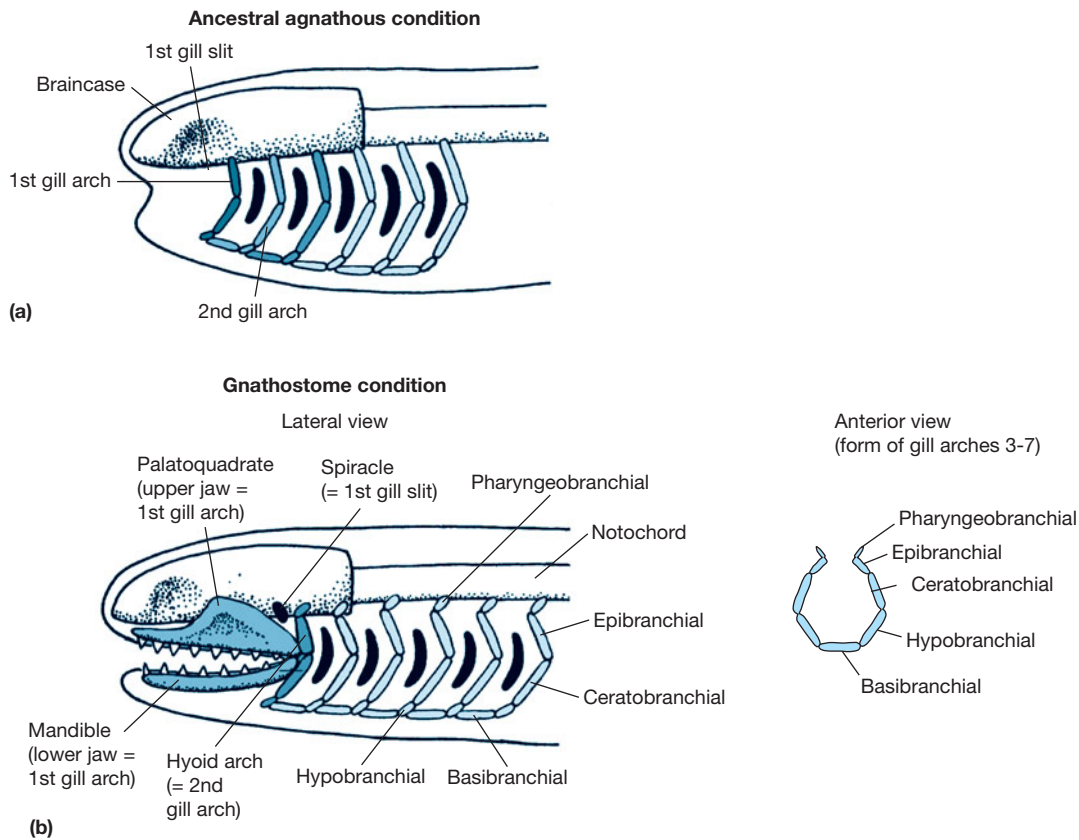 Ancestral agnathous condition
1st gill slit
Braincase
1st gill arch
2nd gill arch
(a)
Gnathostome condition
Lateral view
Anterior view
(form of gill arches 3-7)
Palatoquadrate
(upper jaw =
1st gill arch)
Spiracle
(= 1st gill slit)
Pharyngeobranchial
Notochord
Epibranchial
Ceratobranchial
Pharyngeobranchial
Epibranchial
Ceratobranchial
Hypobranchial
Basibranchial
Mandible
(lower jaw =
1st gill arch)
Hyoid arch
(= 2nd
gill arch)
Hypobranchial
Basibranchial
(b)